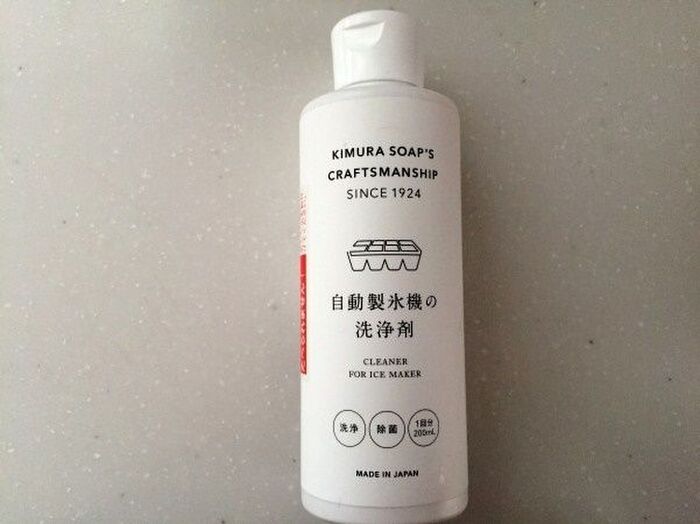 KIMURA SOAP'S
CRAFTSMANSHIP
SINCE 1924
自動製氷機の
洗浄剤
CLEANER
FOR ICE MAKER
洗浄
除菌
1回分
200mL
MADE IN JAPAN